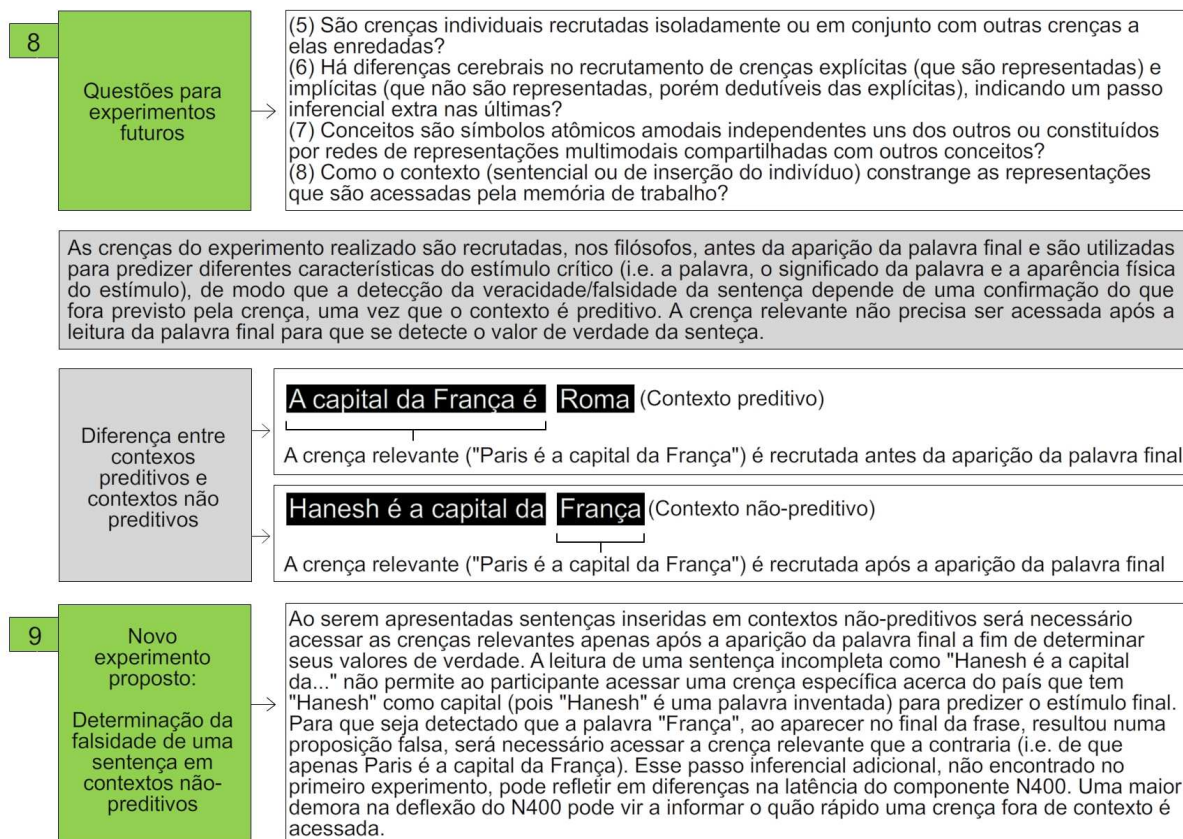 8
Questões para
experimentos
futuros
(5) São crenças individuais recrutadas isoladamente ou em conjunto com outras crenças a
elas enredadas?
(6) Há diferenças cerebrais no recrutamento de crenças explícitas (que são representadas) e
implícitas (que não são representadas, porém dedutíveis das explícitas), indicando um passo
inferencial extra nas últimas?
(7) Conceitos são símbolos atômicos amodais independentes uns dos outros ou constituídos
por redes de representações multimodais compartilhadas com outros conceitos?
(8) Como o contexto (sentencial ou de inserção do indivíduo) constrange as representações
que são acessadas pela memória de trabalho?
As crenças do experimento realizado são recrutadas, nos filósofos, antes da aparição da palavra final e são utilizadas
para predizer diferentes características do estímulo crítico (i.e. a palavra, o significado da palavra e a aparência física
do estímulo), de modo que a detecção da veracidade/falsidade da sentença depende de uma confirmação do que
fora previsto pela crença, uma vez que o contexto é preditivo. A crença relevante não precisa ser acessada após a
leitura da palavra final para que se detecte o valor de verdade da senteça.
Diferença entre
contexos
preditivos e
contextos não
preditivos
A capital da França é Roma (Contexto preditivo)
A crença relevante ("Paris é a capital da França") é recrutada antes da aparição da palavra final
Hanesh é a capital da França (Contexto não-preditivo)
A crença relevante ("Paris é a capital da França") é recrutada após a aparição da palavra final
9
Novo
experimento
proposto:
Determinação da
falsidade de uma
sentença em
contextos não-
preditivos
Ao serem apresentadas sentenças inseridas em contextos não-preditivos será necessário
acessar as crenças relevantes apenas após a aparição da palavra final a fim de determinar
seus valores de verdade. A leitura de uma sentença incompleta como "Hanesh é a capital
da..." não permite ao participante acessar uma crença específica acerca do país que tem
"Hanesh" como capital (pois "Hanesh" é uma palavra inventada) para predizer o estímulo final.
Para que seja detectado que a palavra "França", ao aparecer no final da frase, resultou numa
proposição falsa, será necessário acessar a crença relevante que a contraria (i.e. de que
apenas Paris é a capital da França). Esse passo inferencial adicional, não encontrado no
primeiro experimento, pode refletir em diferenças na latência do componente N400. Uma maior
demora na deflexão do N400 pode vir a informar o quão rápido uma crença fora de contexto é
acessada.